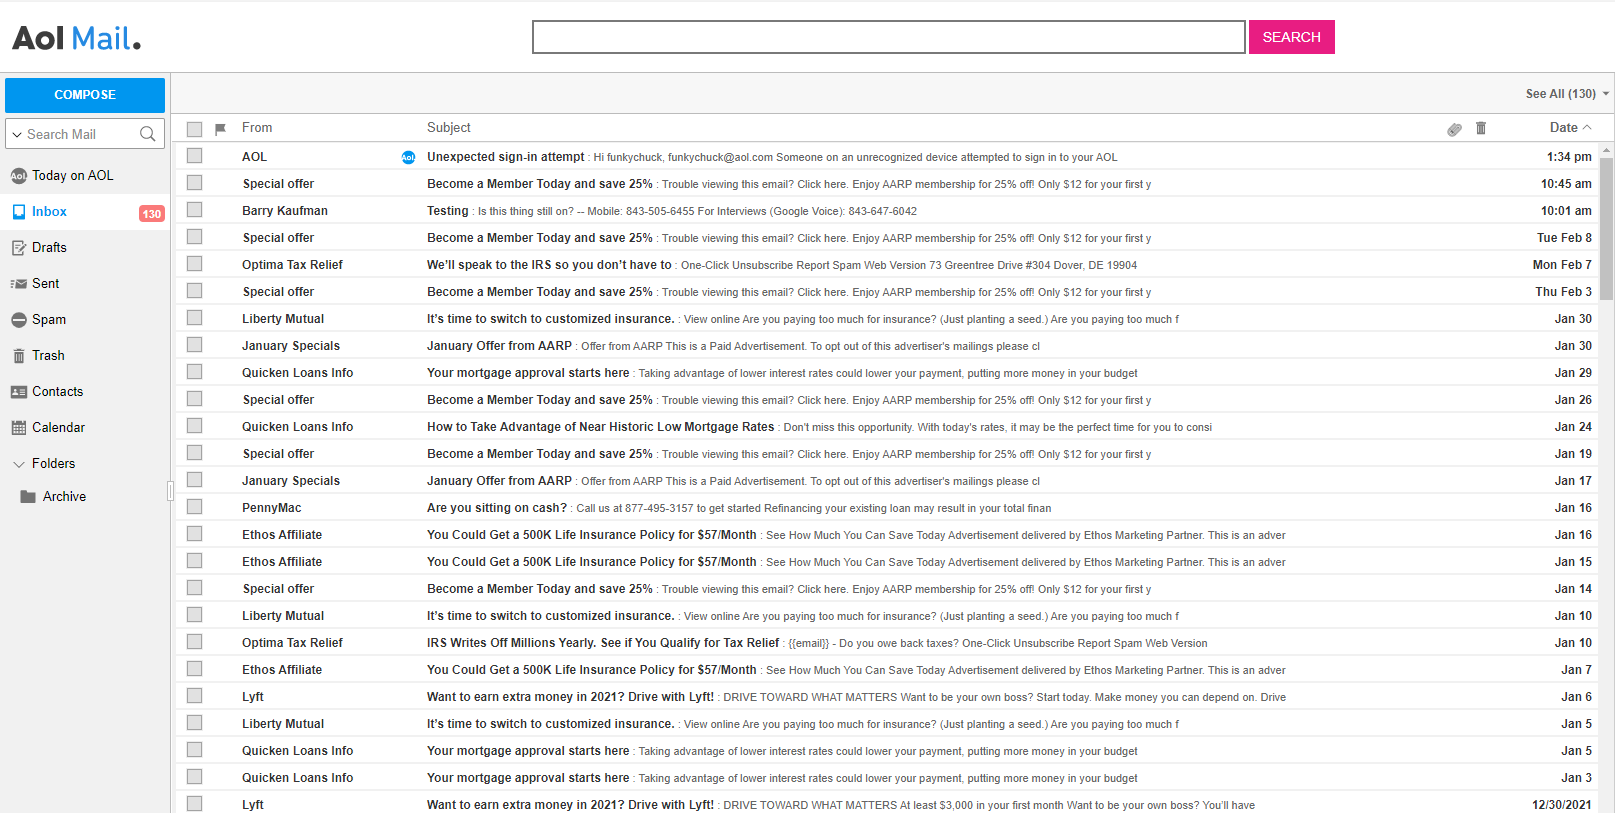 Aol Mail.
SEARCH
COMPOSE
See All (130)
Search Mail
From Subject Date
Aol. Today on AOL
Inbox 130
Drafts
Sent
Spam
Trash
Contacts
Calendar
Folders
Archive
AOL Aol. Unexpected sign-in attempt : Hi funkychuck, funkychuck@aol.com Someone on an unrecognized device attempted to sign in to your AOL 1:34 pm
Special offer Become a Member Today and save 25% : Trouble viewing this email? Click here. Enjoy AARP membership for 25% off! Only $12 for your first y 10:45 am
Barry Kaufman Testing : Is this thing still on? -- Mobile: 843-505-6455 For Interviews (Google Voice): 843-647-6042 10:01 am
Special offer Become a Member Today and save 25% : Trouble viewing this email? Click here. Enjoy AARP membership for 25% off! Only $12 for your first y Tue Feb 8
Optima Tax Relief We'll speak to the IRS so you don't have to : One-Click Unsubscribe Report Spam Web Version 73 Greentree Drive #304 Dover, DE 19904 Mon Feb 7
Special offer Become a Member Today and save 25% : Trouble viewing this email? Click here. Enjoy AARP membership for 25% off! Only $12 for your first y Thu Feb 3
Liberty Mutual It's time to switch to customized insurance. : View online Are you paying too much for insurance? (Just planting a seed.) Are you paying too much f Jan 30
January Specials January Offer from AARP : Offer from AARP This is a Paid Advertisement. To opt out of this advertiser's mailings please cl Jan 30
Quicken Loans Info Your mortgage approval starts here : Taking advantage of lower interest rates could lower your payment, putting more money in your budget Jan 29
Special offer Become a Member Today and save 25% : Trouble viewing this email? Click here. Enjoy AARP membership for 25% off! Only $12 for your first y Jan 26
Quicken Loans Info How to Take Advantage of Near Historic Low Mortgage Rates : Don't miss this opportunity. With today's rates, it may be the perfect time for you to consi Jan 24
Special offer Become a Member Today and save 25% : Trouble viewing this email? Click here. Enjoy AARP membership for 25% off! Only $12 for your first y Jan 19
January Specials January Offer from AARP : Offer from AARP This is a Paid Advertisement. To opt out of this advertiser's mailings please cl Jan 17
PennyMac Are you sitting on cash? : Call us at 877-495-3157 to get started Refinancing your existing loan may result in your total finan Jan 16
Ethos Affiliate You Could Get a 500K Life Insurance Policy for $57/Month : See How Much You Can Save Today Advertisement delivered by Ethos Marketing Partner. This is an adver Jan 16
Ethos Affiliate You Could Get a 500K Life Insurance Policy for $57/Month : See How Much You Can Save Today Advertisement delivered by Ethos Marketing Partner. This is an adver Jan 15
Special offer Become a Member Today and save 25% : Trouble viewing this email? Click here. Enjoy AARP membership for 25% off! Only $12 for your first y Jan 14
Liberty Mutual It's time to switch to customized insurance. : View online Are you paying too much for insurance? (Just planting a seed.) Are you paying too much f Jan 10
Optima Tax Relief IRS Writes Off Millions Yearly. See if You Qualify for Tax Relief : {{email}} - Do you owe back taxes? One-Click Unsubscribe Report Spam Web Version Jan 10
Ethos Affiliate You Could Get a 500K Life Insurance Policy for $57/Month : See How Much You Can Save Today Advertisement delivered by Ethos Marketing Partner. This is an adver Jan 7
Lyft Want to earn extra money in 2021? Drive with Lyft! : DRIVE TOWARD WHAT MATTERS Want to be your own boss? Start today. Make money you can depend on. Drive Jan 6
Liberty Mutual It's time to switch to customized insurance. : View online Are you paying too much for insurance? (Just planting a seed.) Are you paying too much f Jan 5
Quicken Loans Info Your mortgage approval starts here : Taking advantage of lower interest rates could lower your payment, putting more money in your budget Jan 5
Quicken Loans Info Your mortgage approval starts here : Taking advantage of lower interest rates could lower your payment, putting more money in your budget Jan 3
Lyft Want to earn extra money in 2021? Drive with Lyft! : DRIVE TOWARD WHAT MATTERS At least $3,000 in your first month Want to be your own boss? You'll have 12/30/2021